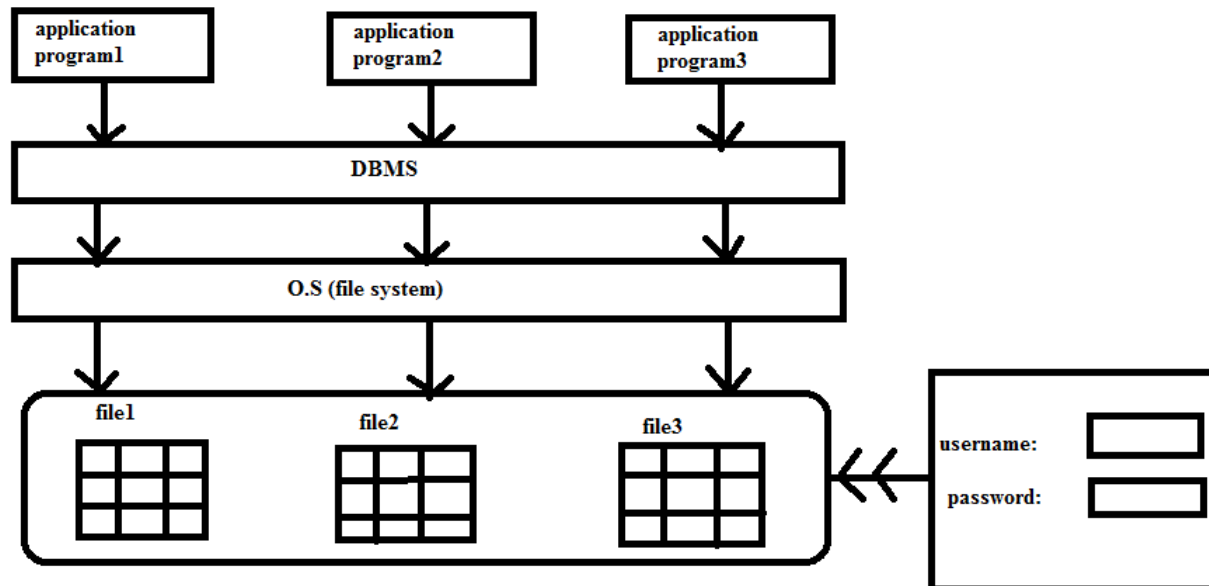 application
program1
application
program2
application
program3
DBMS
O.S (file system)
file1
file2
file3
username:
password: